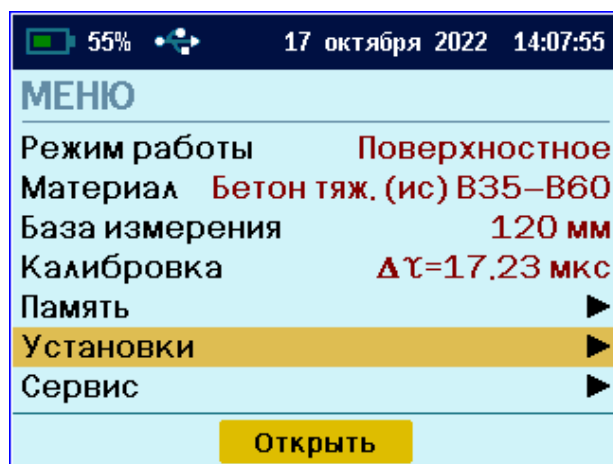 55% 17 октября 2022 14:07:55
МЕНЮ
Режим работы Поверхностное
Материал Бетон тяж. (ис) В35–В60
База измерения 120 мм
Калибровка Δτ=17.23 мкс
Память ▶
Установки ▶
Сервис ▶
Открыть